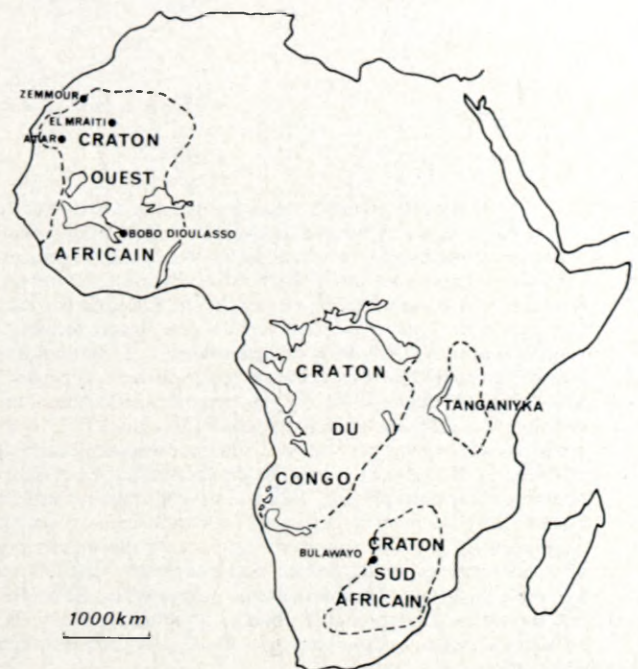 ZEMMOUR
EL MRAITI
ATAR
CRATON
OUEST
BOBO DIOULASSO
AFRICAIN
CRATON
TANGANIYKA
DU
CONGO
BULAWAYO
CRATON
SUD
AFRICAIN
1000km